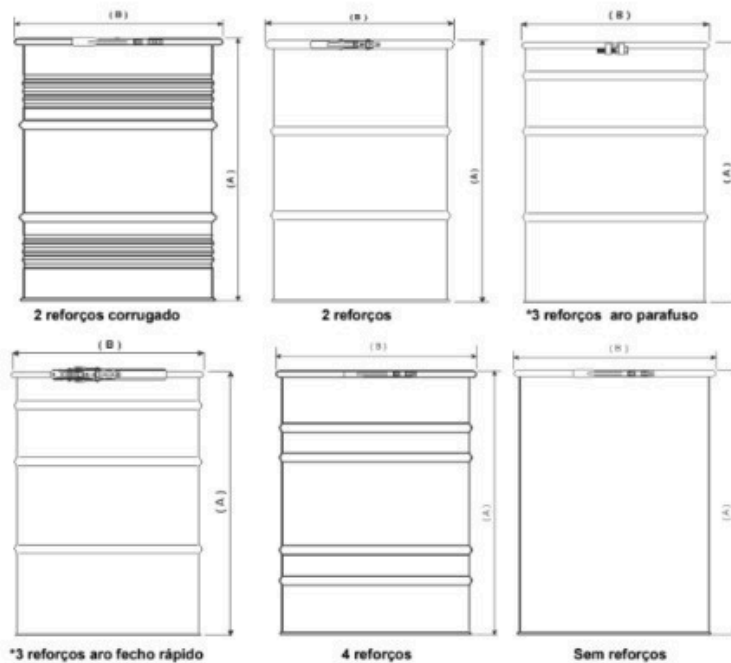 (B)
(B)
(B)
(A)
(A)
(A)
2 reforços corrugado
2 reforços
*3 reforços aro parafuso
(B)
(B)
(B)
(A)
(A)
(A)
*3 reforços aro fecho rápido
4 reforços
Sem reforços